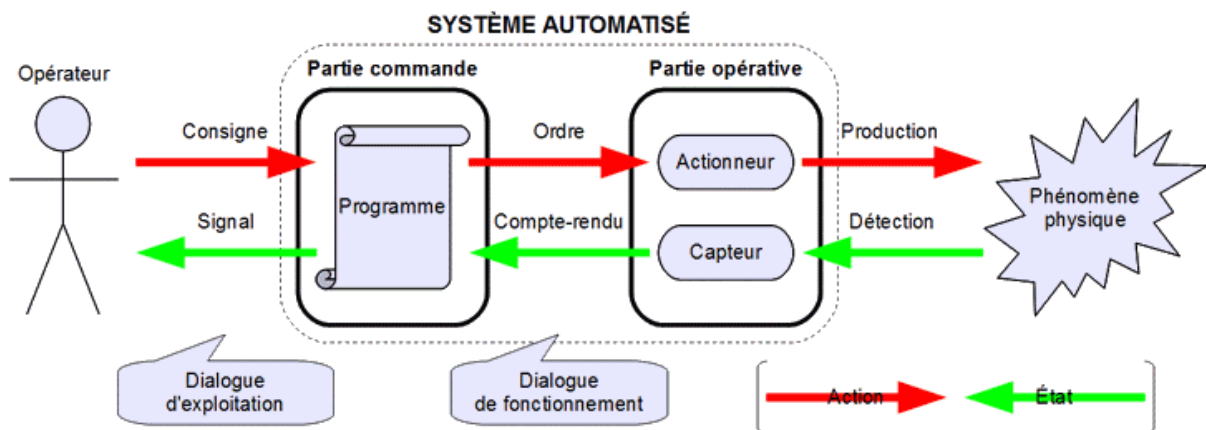 SYSTÈME AUTOMATISÉ
Opérateur
Partie commande
Partie opérative
Consigne
Ordre
Production
Actionneur
Programme
Phénomène
physique
Signal
Compte-rendu
Détection
Capteur
Dialogue
d'exploitation
Dialogue
de fonctionnement
Action
État